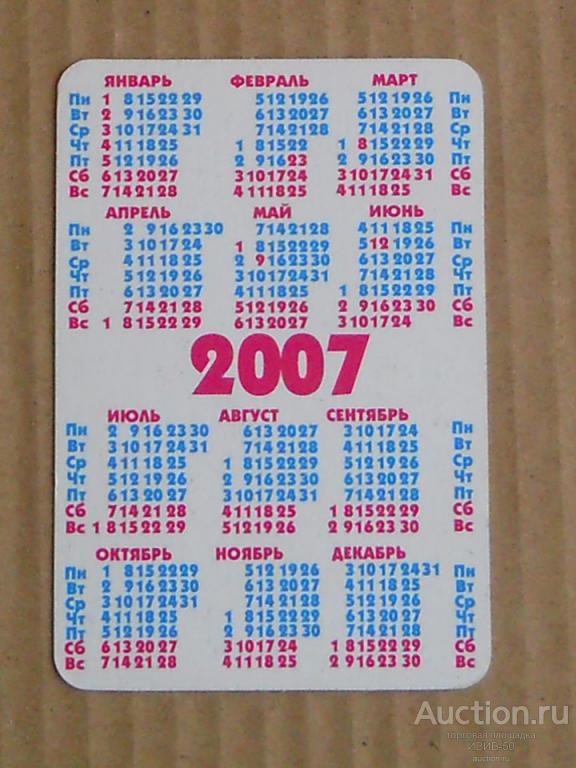 ЯНВАРЬ ФЕВРАЛЬ МАРТ
Пн 1 8 15 22 29 5 12 19 26 5 12 19 26 Пн
Вт 2 9 16 23 30 6 13 20 27 6 13 20 27 Вт
Ср 3 10 17 24 31 7 14 21 28 7 14 21 28 Ср
Чт 4 11 18 25 1 8 15 22 1 8 15 22 29 Чт
Пт 5 12 19 26 2 9 16 23 2 9 16 23 30 Пт
Сб 6 13 20 27 3 10 17 24 3 10 17 24 31 Сб
Вс 7 14 21 28 4 11 18 25 4 11 18 25 Вс
АПРЕЛЬ МАЙ ИЮНЬ
Пн 2 9 16 23 30 7 14 21 28 4 11 18 25 Пн
Вт 3 10 17 24 1 8 15 22 29 5 12 19 26 Вт
Ср 4 11 18 25 2 9 16 23 30 6 13 20 27 Ср
Чт 5 12 19 26 3 10 17 24 31 7 14 21 28 Чт
Пт 6 13 20 27 4 11 18 25 1 8 15 22 29 Пт
Сб 7 14 21 28 5 12 19 26 2 9 16 23 30 Сб
Вс 1 8 15 22 29 6 13 20 27 3 10 17 24 Вс
2007
ИЮЛЬ АВГУСТ СЕНТЯБРЬ
Пн 2 9 16 23 30 6 13 20 27 3 10 17 24 Пн
Вт 3 10 17 24 31 7 14 21 28 4 11 18 25 Вт
Ср 4 11 18 25 1 8 15 22 29 5 12 19 26 Ср
Чт 5 12 19 26 2 9 16 23 30 6 13 20 27 Чт
Пт 6 13 20 27 3 10 17 24 31 7 14 21 28 Пт
Сб 7 14 21 28 4 11 18 25 1 8 15 22 29 Сб
Вс 1 8 15 22 29 5 12 19 26 2 9 16 23 30 Вс
ОКТЯБРЬ НОЯБРЬ ДЕКАБРЬ
Пн 1 8 15 22 29 5 12 19 26 3 10 17 24 31 Пн
Вт 2 9 16 23 30 6 13 20 27 4 11 18 25 Вт
Ср 3 10 17 24 31 7 14 21 28 5 12 19 26 Ср
Чт 4 11 18 25 1 8 15 22 29 6 13 20 27 Чт
Пт 5 12 19 26 2 9 16 23 30 7 14 21 28 Пт
Сб 6 13 20 27 3 10 17 24 1 8 15 22 29 Сб
Вс 7 14 21 28 4 11 18 25 2 9 16 23 30 Вс
Auction.ru
торговая площадка
ИВИВ-50
auction.ru